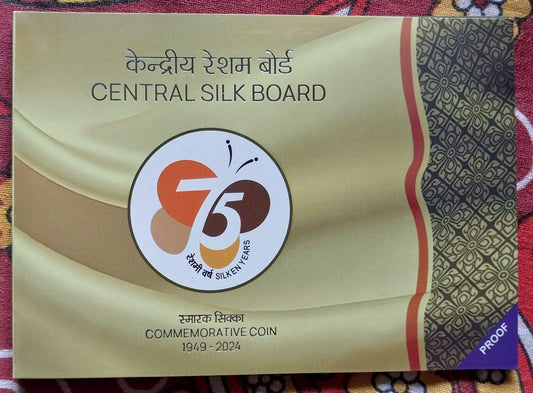 केन्द्रीय रेशम बोर्ड
CENTRAL SILK BOARD
75
रेशमी वर्ष SILKEN YEARS
स्मारक सिक्का
COMMEMORATIVE COIN
1949 - 2024
PROOF